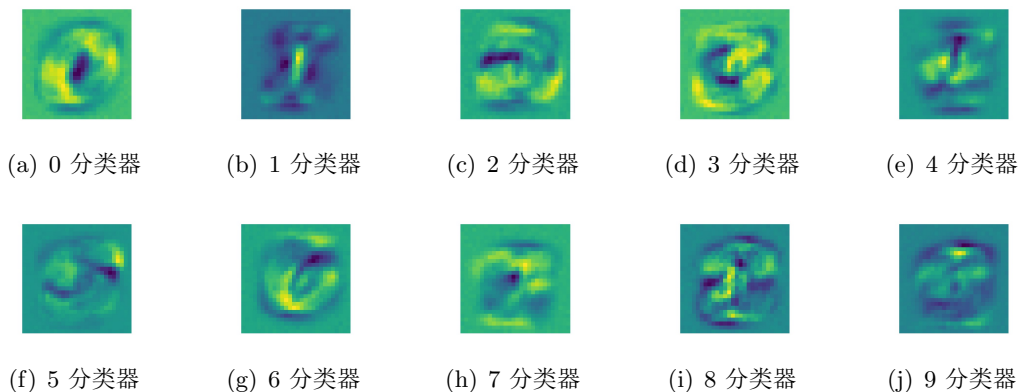 (a) 0 分类器
(b) 1 分类器
(c) 2 分类器
(d) 3 分类器
(e) 4 分类器
(f) 5 分类器
(g) 6 分类器
(h) 7 分类器
(i) 8 分类器
(j) 9 分类器